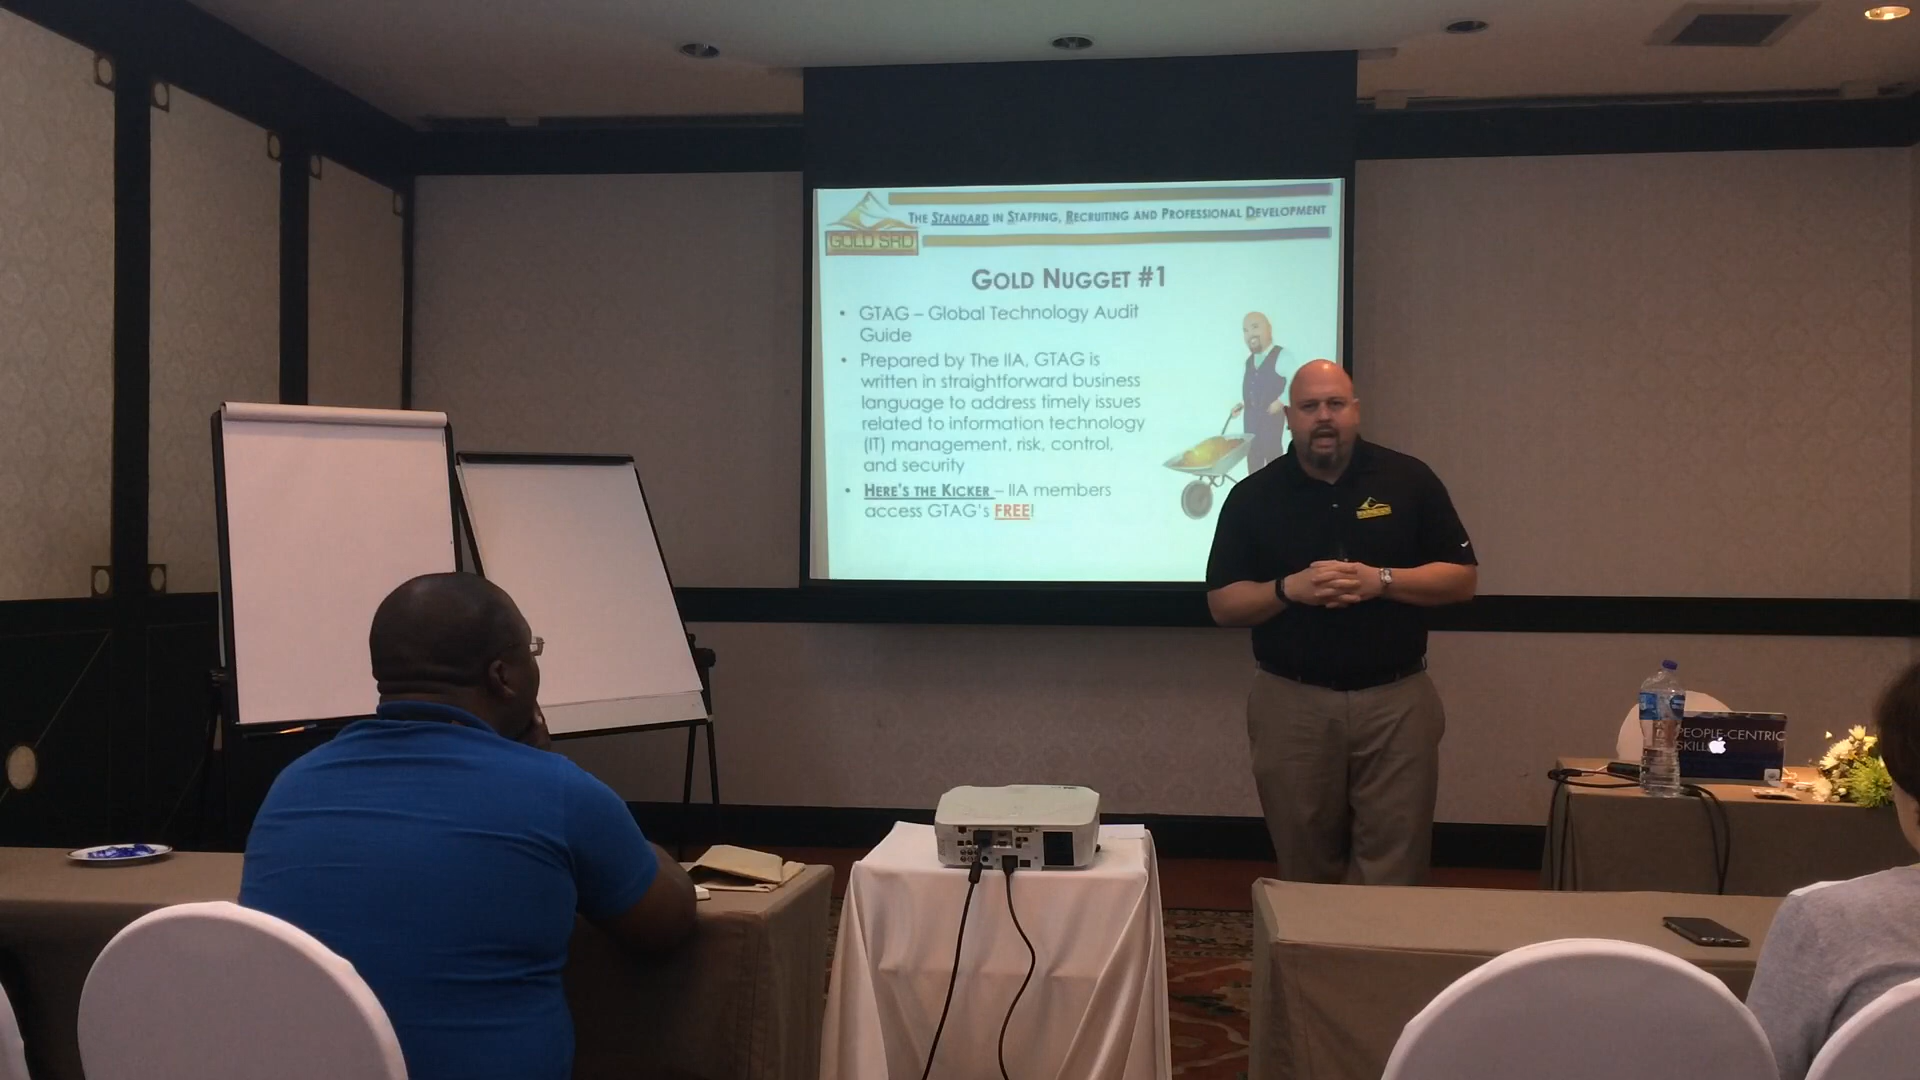 THE STANDARD IN STAFFING, RECRUITING AND PROFESSIONAL DEVELOPMENT
GOLD SRD
GOLD NUGGET #1
• GTAG – Global Technology Audit
Guide
• Prepared by The IIA, GTAG is
written in straightforward business
language to address timely issues
related to information technology
(IT) management, risk, control,
and security
• HERE'S THE KICKER – IIA members
access GTAG's FREE!
PEOPLE-CENTRIC
SKILLS